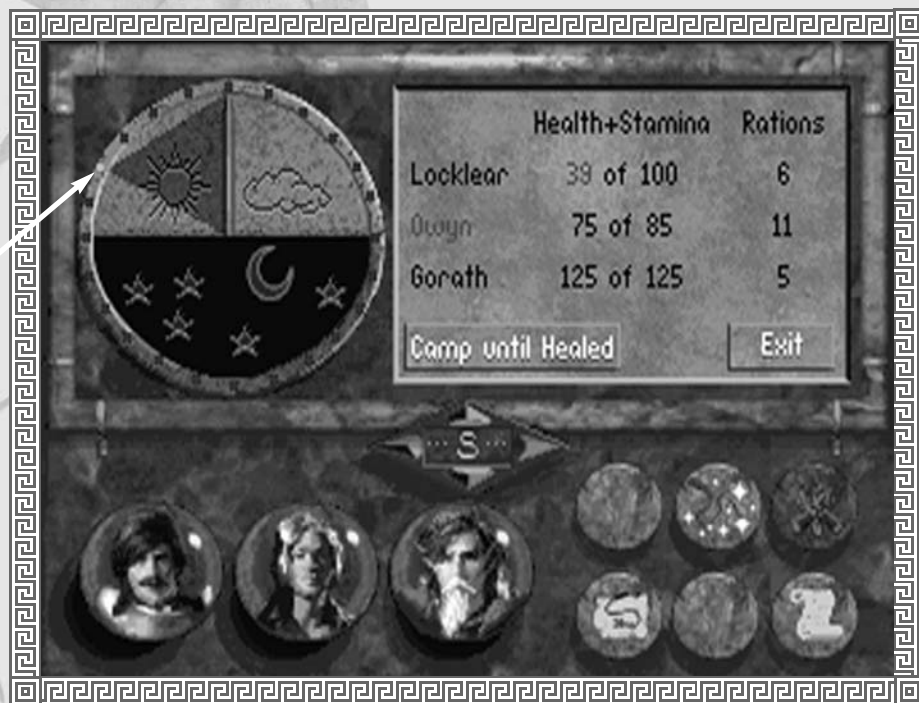 Health+Stamina Rations
Locklear 39 of 100 6
Owyn 75 of 85 11
Gorath 125 of 125 5
Camp until Healed Exit
··· S ···